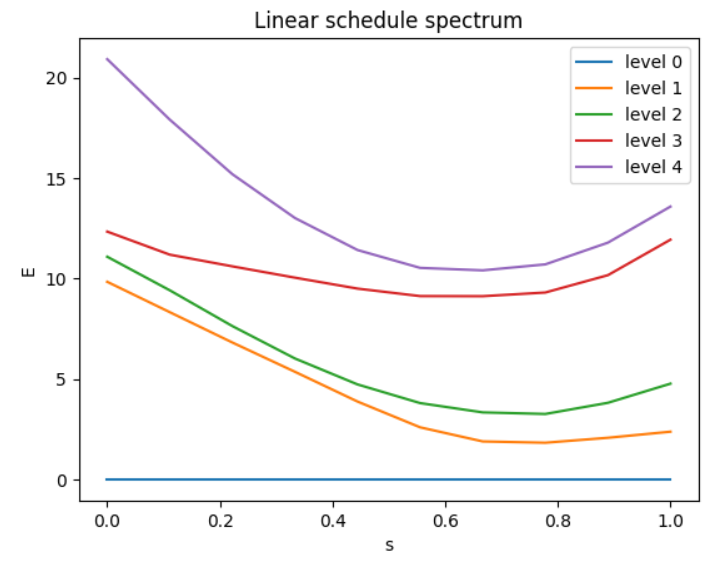 Linear schedule spectrum
level 0
level 1
level 2
level 3
level 4
20
15
10
5
0
E
0.0 0.2 0.4 0.6 0.8 1.0
s